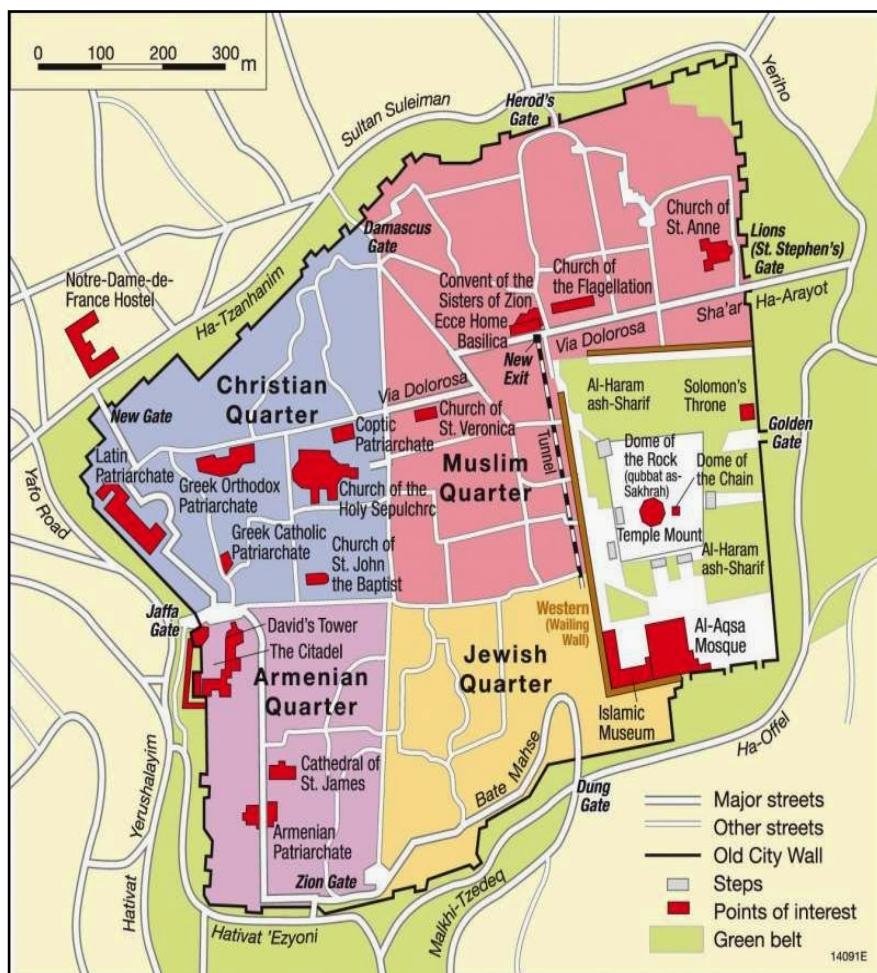 0 100 200 300 m
Sultan Suleiman
Herod's
Gate
Yeriho
Damascus
Gate
Church of
St. Anne
Lions
(St. Stephen's)
Gate
Notre-Dame-de-
France Hostel
Ha-Tzanhanim
Convent of the
Sisters of Zion
Ecce Home
Basilica
Church of
the Flagellation
Sha'ar
Ha-Arayot
Via Dolorosa
New
Exit
Christian
Quarter
Via Dolorosa
Al-Haram
ash-Sharif
Solomon's
Throne
New Gate
Golden
Gate
Coptic
Patriarchate
Church of
St. Veronica
Latin
Patriarchate
Muslim
Quarter
Tunnel
Dome of
the Rock
(qubbat as-
Sakhrah)
Dome of
the Chain
Yafo Road
Greek Orthodox
Patriarchate
Church of the
Holy Sepulchrc
Temple Mount
Greek Catholic
Patriarchate
Church of
St. John
the Baptist
Al-Haram
ash-Sharif
Jaffa
Gate
Western
(Wailing
Wall)
David's Tower
The Citadel
Al-Aqsa
Mosque
Armenian
Quarter
Jewish
Quarter
Islamic
Museum
Ha-Offel
Cathedral of
St. James
Bate Mahse
Dung
Gate
Hativat Yerushalayim
Armenian
Patriarchate
Zion Gate
Hativat 'Ezyoni
Malkhi-Tzedeq
Major streets
Other streets
Old City Wall
Steps
Points of interest
Green belt
14091E